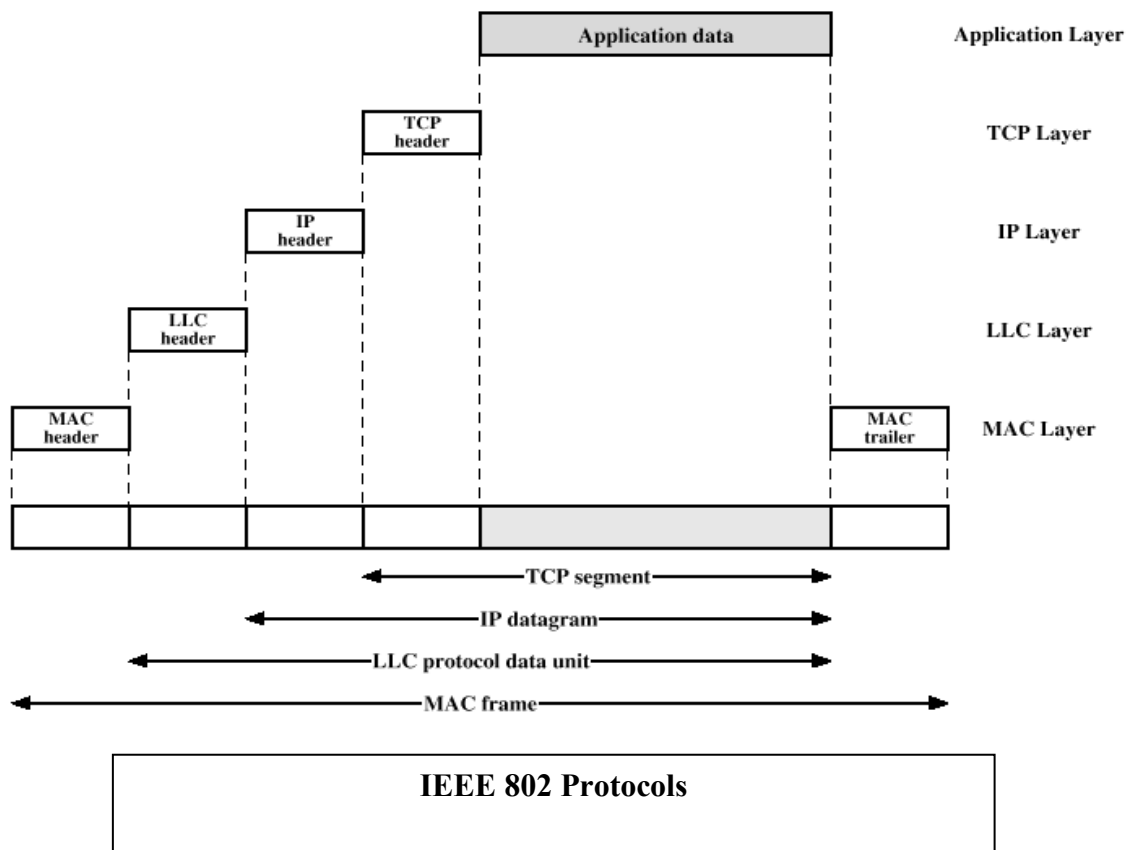 Application data
Application Layer
TCP
header
TCP Layer
IP
header
IP Layer
LLC
header
LLC Layer
MAC
header
MAC
trailer
MAC Layer
TCP segment
IP datagram
LLC protocol data unit
MAC frame
IEEE 802 Protocols